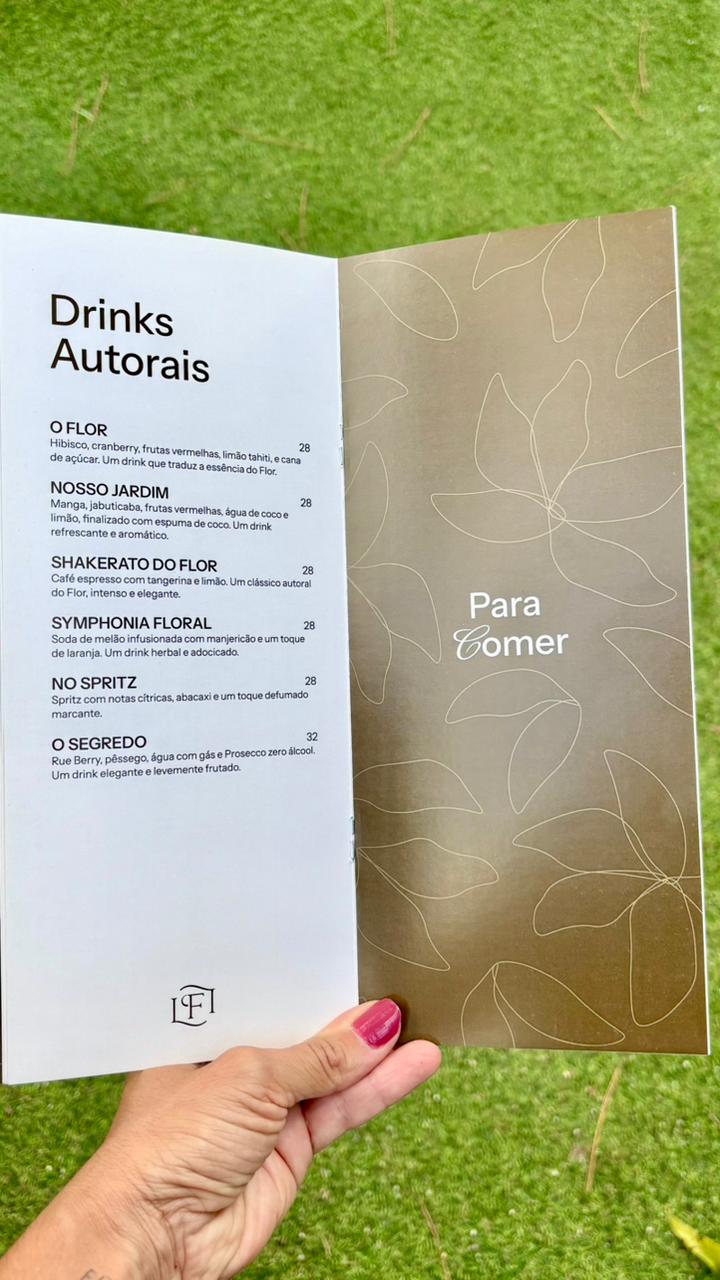 Drinks
Autorais
O FLOR
28
Hibisco, cranberry, frutas vermelhas, limão tahiti, e cana
de açúcar. Um drink que traduz a essência do Flor.
NOSSO JARDIM
28
Manga, jabuticaba, frutas vermelhas, água de coco e
limão, finalizado com espuma de coco. Um drink
refrescante e aromático.
SHAKERATO DO FLOR
28
Café espresso com tangerina e limão. Um clássico autoral
do Flor, intenso e elegante.
SYMPHONIA FLORAL
28
Soda de melão infusionada com manjericão e um toque
de laranja. Um drink herbal e adocicado.
NO SPRITZ
28
Spritz com notas cítricas, abacaxi e um toque defumado
marcante.
O SEGREDO
32
Rue Berry, pêssego, água com gás e Prosecco zero álcool.
Um drink elegante e levemente frutado.
LFI
Para
Comer